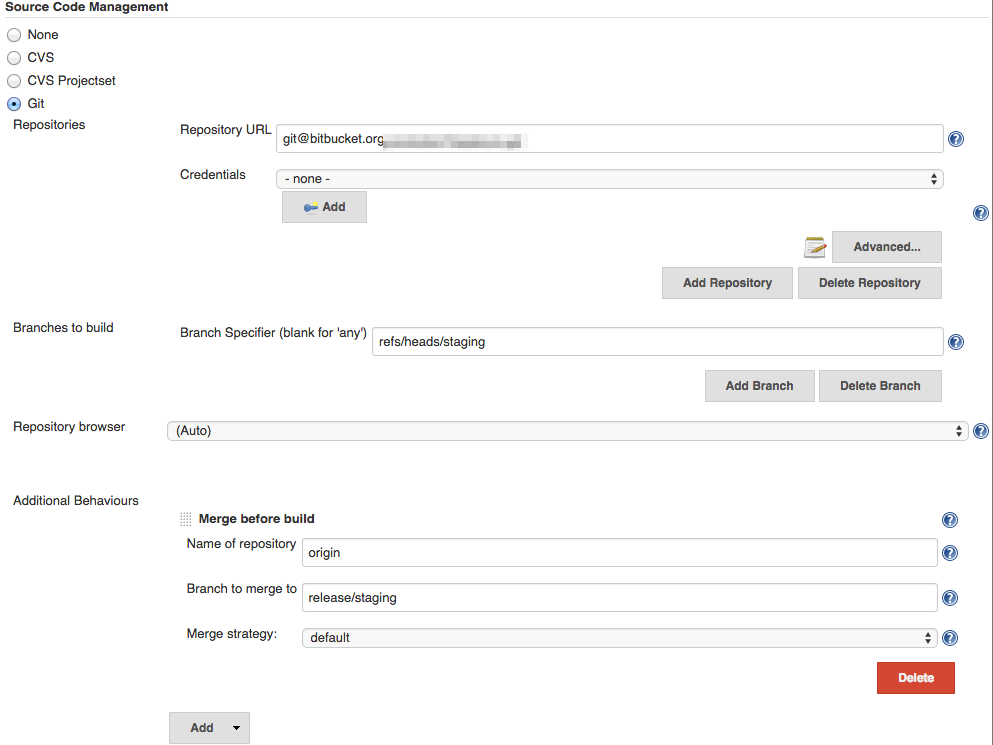 Source Code Management
None
CVS
CVS Projectset
Git
Repositories
Repository URL git@bitbucket.org
Credentials - none -
Add
Advanced...
Add Repository Delete Repository
Branches to build Branch Specifier (blank for 'any') refs/heads/staging
Add Branch Delete Branch
Repository browser (Auto)
Additional Behaviours
Merge before build
Name of repository origin
Branch to merge to release/staging
Merge strategy: default
Delete
Add